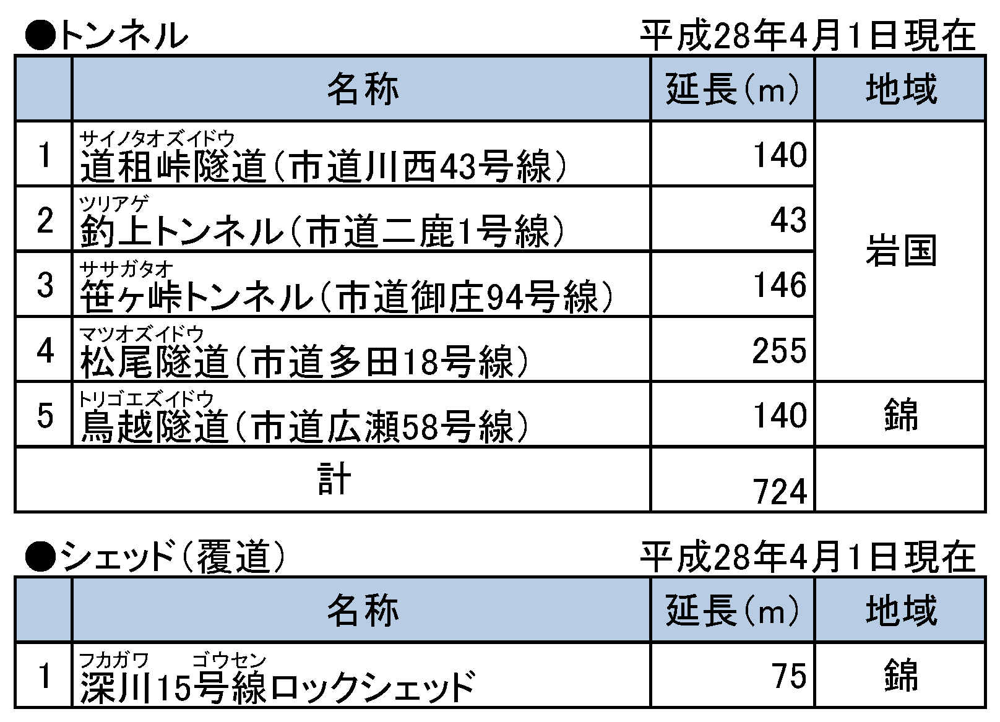 ●トンネル 平成28年4月1日現在
名称 延長(m) 地域
サイノタオズイドウ
1 道祖峠隧道(市道川西43号線) 140
ツリアゲ
2 釣上トンネル(市道二鹿1号線) 43
岩国
ササガタオ
3 笹ヶ峠トンネル(市道御庄94号線) 146
マツオズイドウ
4 松尾隧道(市道多田18号線) 255
トリゴエズイドウ
5 鳥越隧道(市道広瀬58号線) 140 錦
計 724
●シェッド(覆道) 平成28年4月1日現在
名称 延長(m) 地域
フカガワ ゴウセン
1 深川15号線ロックシェッド 75 錦